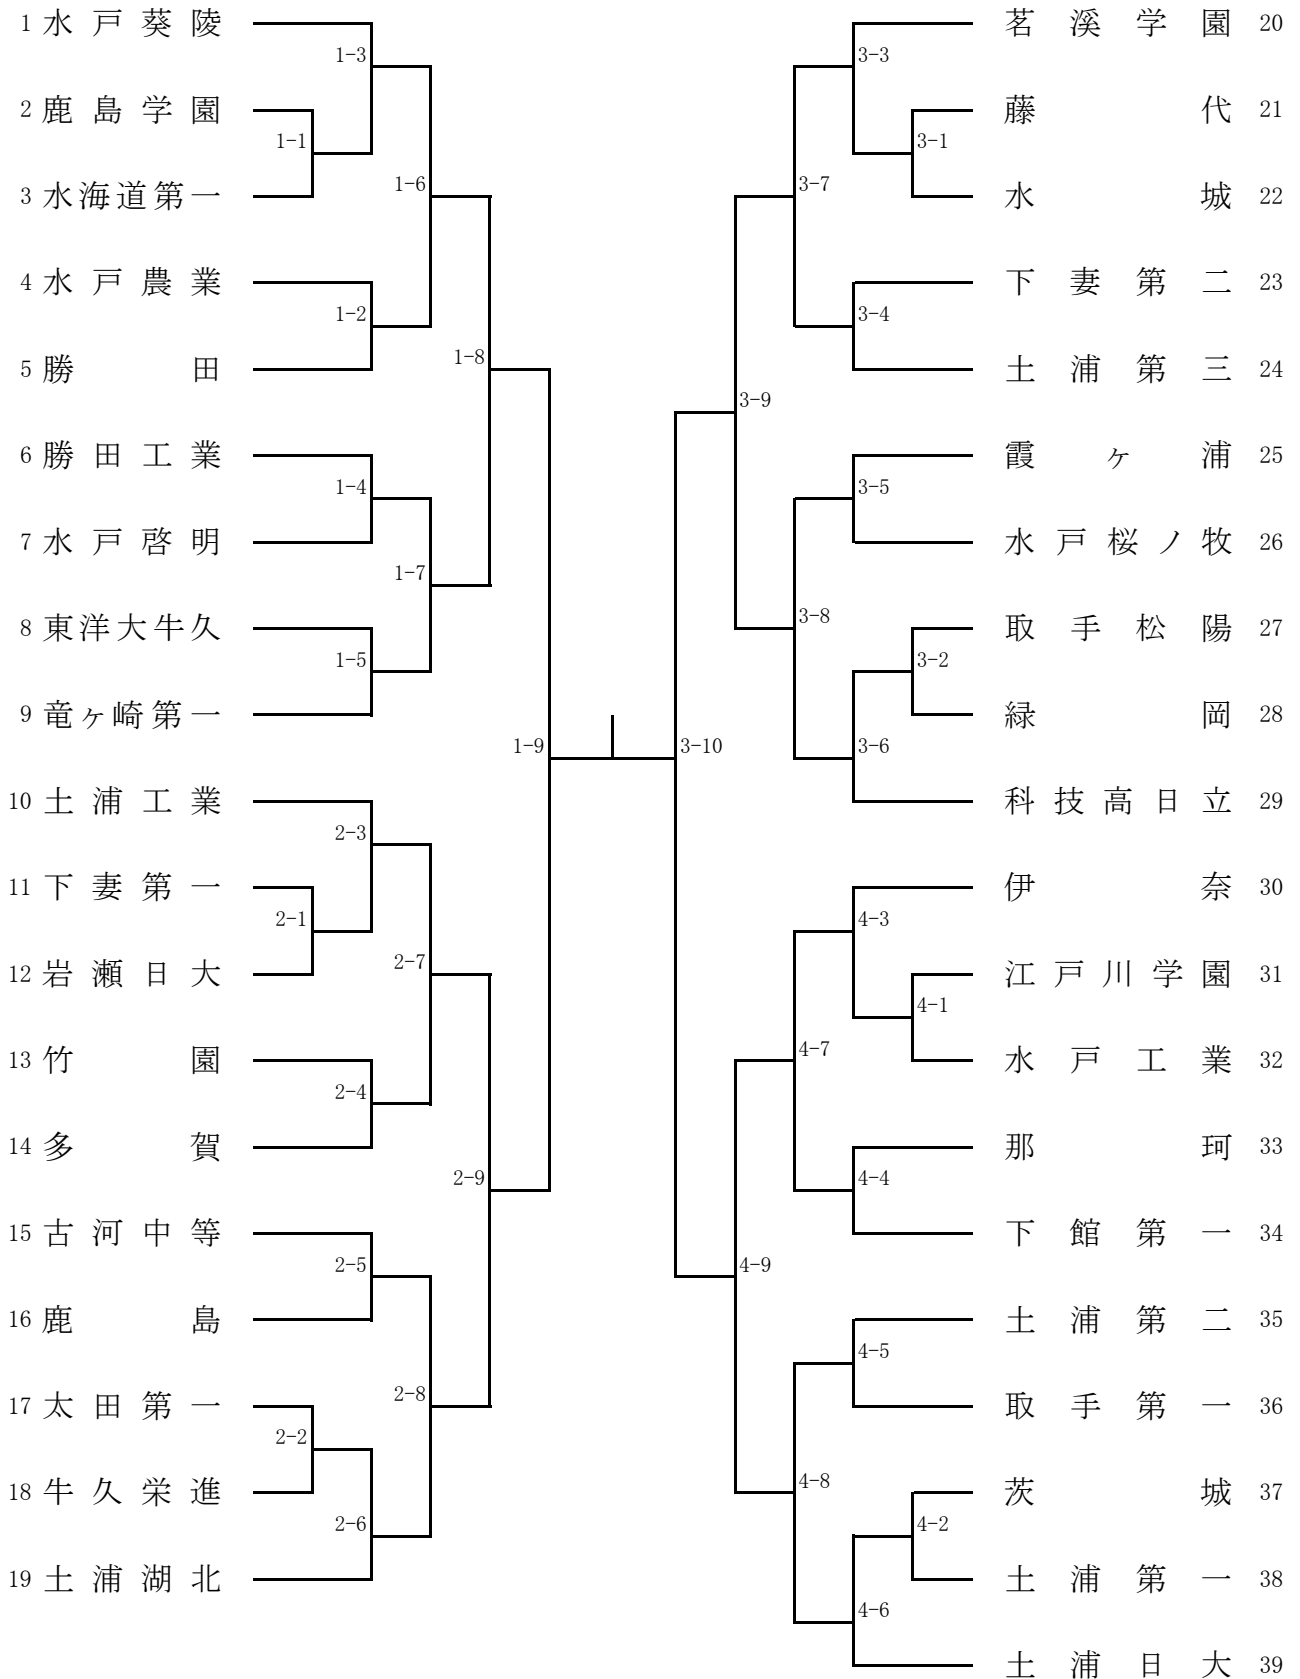 1 水戸葵陵
1-3
2 鹿島学園
1-1
3 水海道第一
1-6
4 水戸農業
1-2
5 勝田
1-8
6 勝田工業
1-4
7 水戸啓明
1-7
8 東洋大牛久
1-5
9 竜ヶ崎第一
1-9
10 土浦工業
2-3
11 下妻第一
2-1
12 岩瀬日大
2-7
13 竹園
2-4
14 多賀
2-9
15 古河中等
2-5
16 鹿島
2-8
17 太田第一
2-2
18 牛久栄進
2-6
19 土浦湖北
茗溪学園 20
3-3
藤代 21
3-1
水城 22
3-7
下妻第二 23
3-4
土浦第三 24
3-9
霞ヶ浦 25
3-5
水戸桜ノ牧 26
3-8
取手松陽 27
3-2
緑岡 28
3-10
3-6
科技高日立 29
伊奈 30
4-3
江戸川学園 31
4-1
水戸工業 32
4-7
那珂 33
4-4
下館第一 34
4-9
土浦第二 35
4-5
取手第一 36
4-8
茨城 37
4-2
土浦第一 38
4-6
土浦日大 39